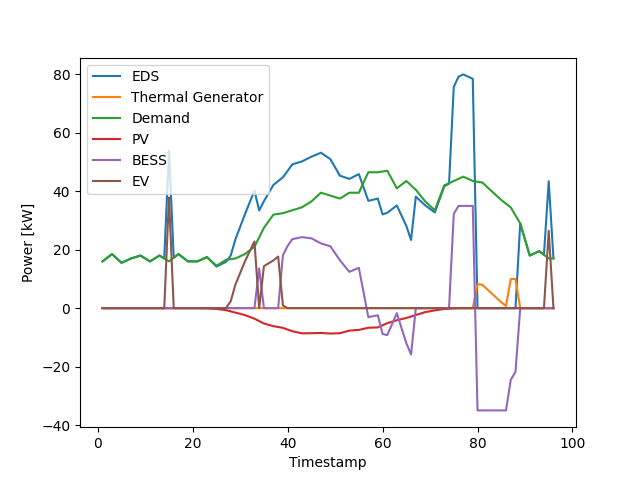 EDS
Thermal Generator
Demand
PV
BESS
EV
80
60
40
20
0
−20
−40
Power [kW]
0
20
40
60
80
100
Timestamp